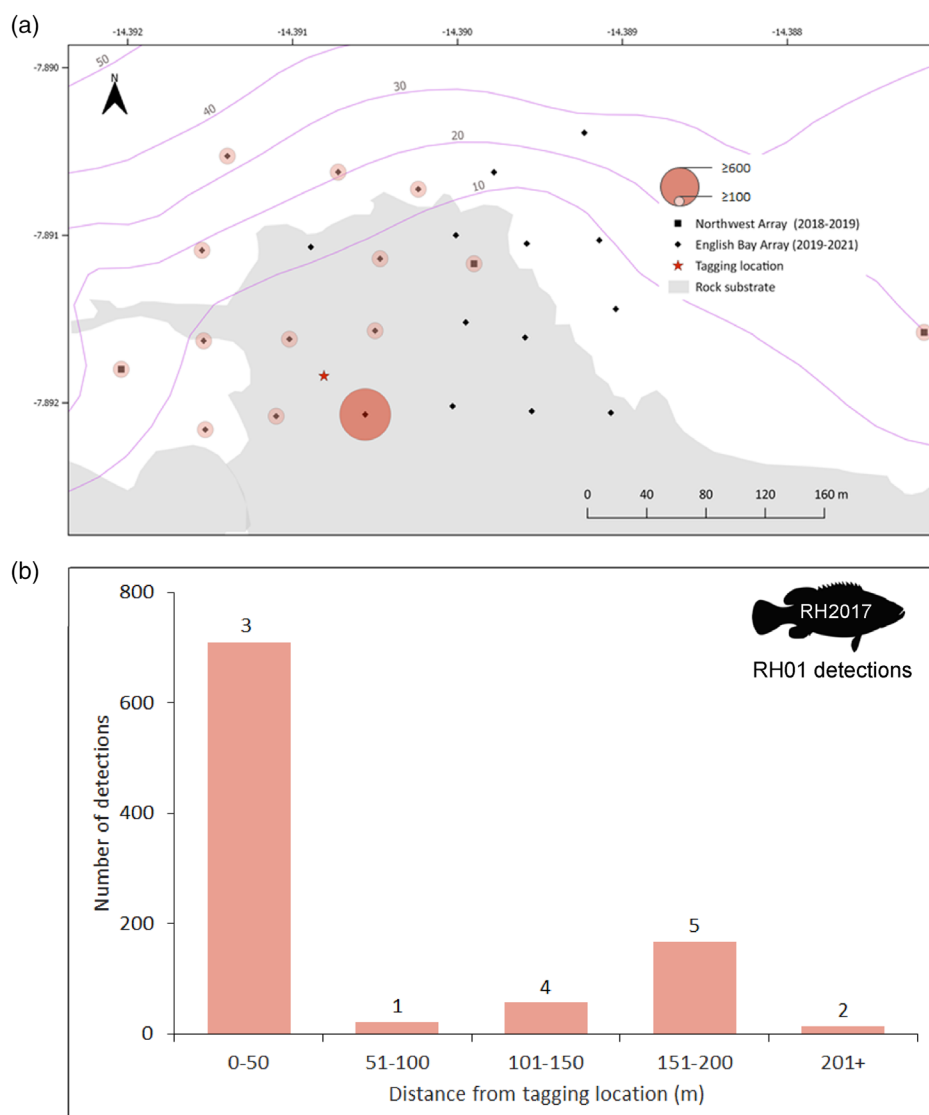 (a)
-14.392 -14.391 -14.390 -14.389 -14.388
-7.890
-7.891
-7.892
N
50
40
30
20
10
≥600
≥100
Northwest Array (2018-2019)
English Bay Array (2019-2021)
Tagging location
Rock substrate
0 40 80 120 160 m
(b)
RH2017
RH01 detections
Number of detections
800
600
400
200
0
3
1
4
5
2
0-50 51-100 101-150 151-200 201+
Distance from tagging location (m)